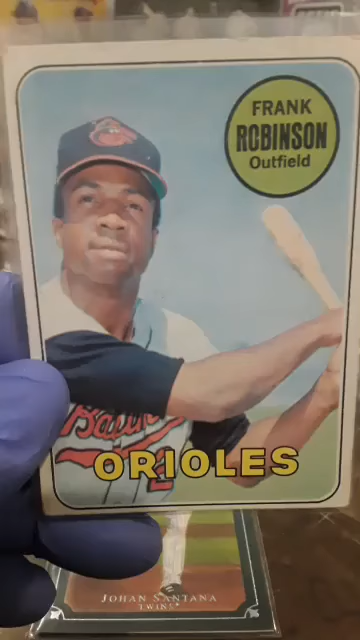 FRANK
ROBINSON
Outfield
ORIOLES
JOHAN SANTANA
TWINS